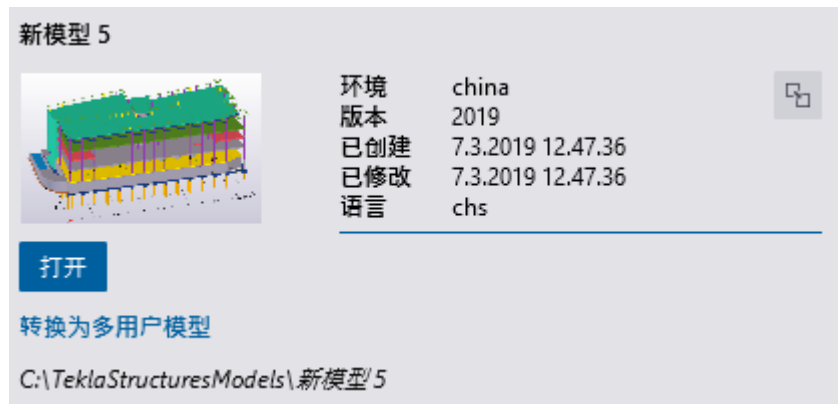 新模型 5
环境 china
版本 2019
已创建 7.3.2019 12.47.36
已修改 7.3.2019 12.47.36
语言 chs
打开
转换为多用户模型
C:\TeklaStructuresModels\新模型 5